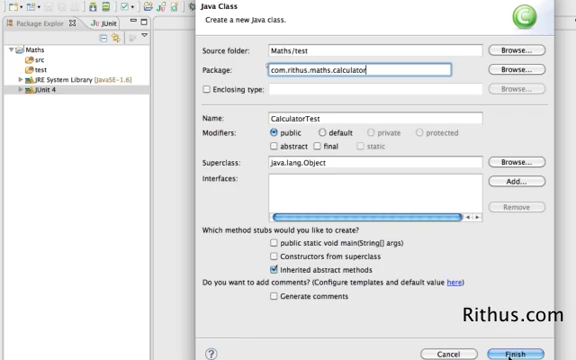 Java Class
Create a new Java class.
Package Explorer
JUnit
Maths
src
test
JRE System Library [JavaSE-1.6]
JUnit 4
Source folder:
Maths/test
Browse...
Package:
com.rithus.maths.calculator
Browse...
Enclosing type:
Browse...
Name:
CalculatorTest
Modifiers:
public
default
private
protected
abstract
final
static
Superclass:
java.lang.Object
Browse...
Interfaces:
Add...
Remove
Which method stubs would you like to create?
public static void main(String[] args)
Constructors from superclass
Inherited abstract methods
Do you want to add comments? (Configure templates and default value here)
Generate comments
Rithus.com
?
Cancel
Finish